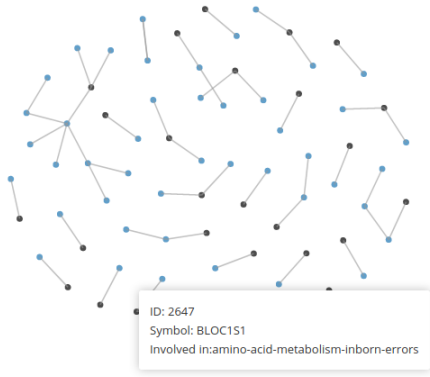 ID: 2647
Symbol: BLOC1S1
Involved in:amino-acid-metabolism-inborn-errors